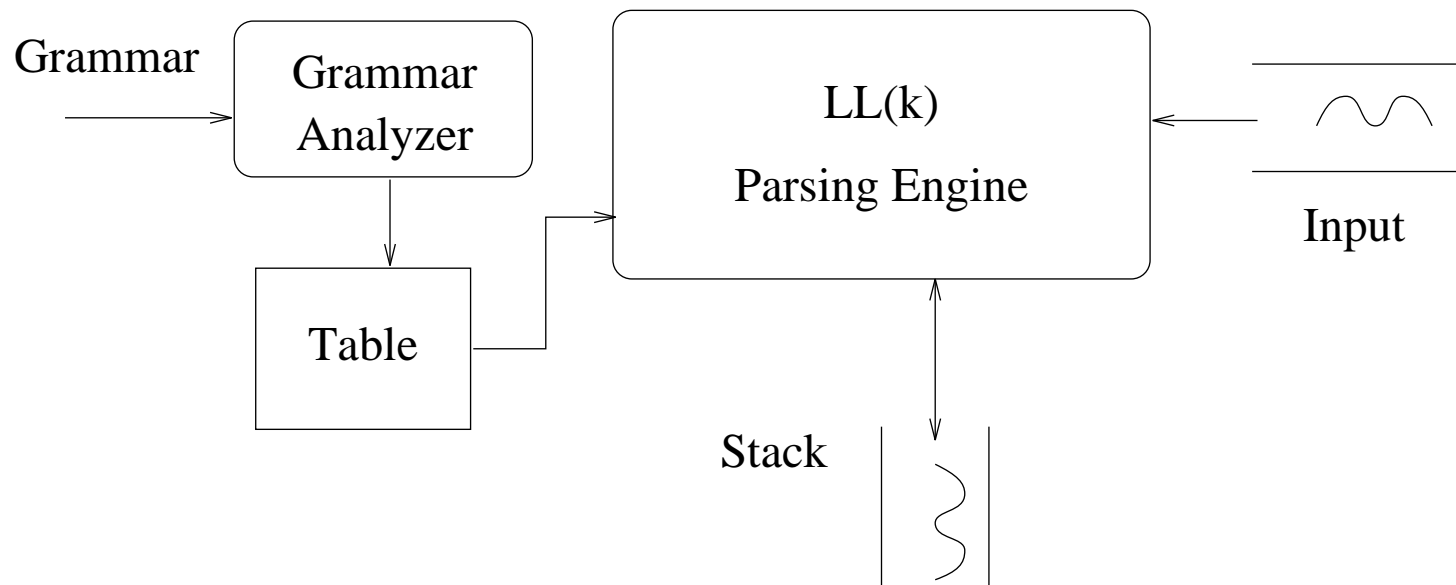 Grammar
Grammar
Analyzer
LL(k)
Parsing Engine
Input
Table
Stack